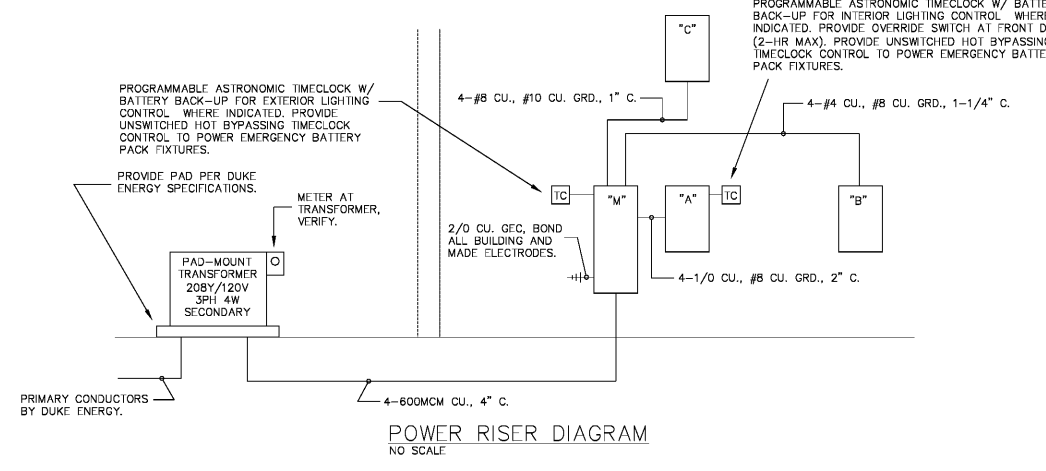 PROGRAMMABLE ASTRONOMIC TIMECLOCK W/
BACK-UP FOR INTERIOR LIGHTING CONTROL
INDICATED. PROVIDE OVERRIDE SWITCH AT FRONT
(2-HR MAX). PROVIDE UNSWITCHED HOT
TIMECLOCK CONTROL TO POWER EMERGENCY
PACK FIXTURES.
"C"
PROGRAMMABLE ASTRONOMIC TIMECLOCK W/
BATTERY BACK-UP FOR EXTERIOR LIGHTING
CONTROL WHERE INDICATED. PROVIDE
UNSWITCHED HOT BYPASSING TIMECLOCK
CONTROL TO POWER EMERGENCY BATTERY
PACK FIXTURES.
4-#8 CU., #10 CU. GRD., 1" C.
4-#4 CU., #8 CU. GRD., 1-1/4" C.
PROVIDE PAD PER DUKE
ENERGY SPECIFICATIONS.
METER AT
TRANSFORMER,
VERIFY.
TC
"M"
"A"
TC
"B"
2/0 CU. GEC, BOND
ALL BUILDING AND
MADE ELECTRODES.
4-1/0 CU., #8 CU. GRD., 2" C.
PAD-MOUNT
TRANSFORMER
208Y/120V
3PH 4W
SECONDARY
PRIMARY CONDUCTORS
BY DUKE ENERGY.
4-600MCM CU., 4" C.
POWER RISER DIAGRAM
NO SCALE